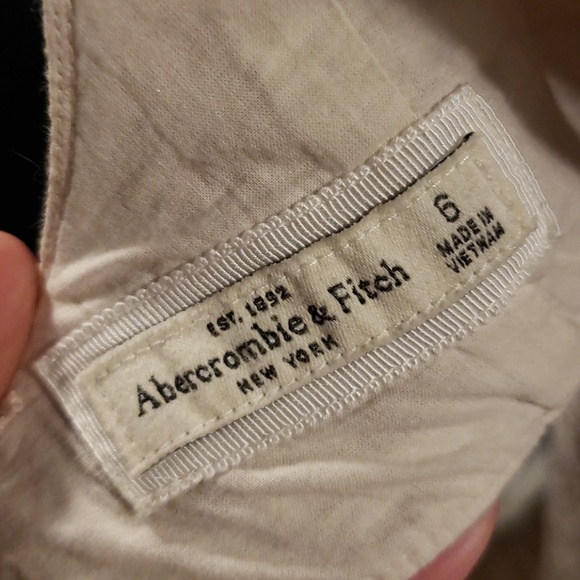 EST. 1892
Abercrombie & Fitch
NEW YORK
6
MADE IN
VIETNAM